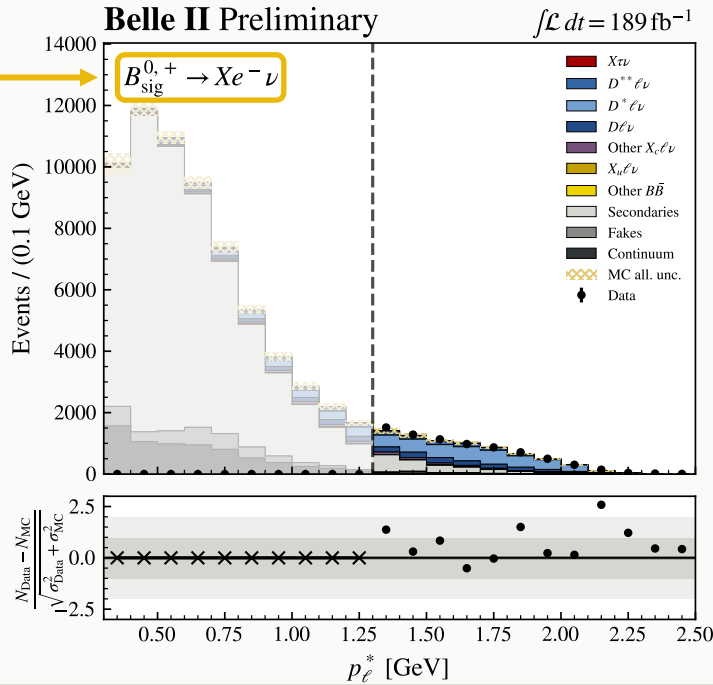 Belle II Preliminary
∫ℒ dt = 189 fb⁻¹
B⁰,⁺sig → Xe⁻ ν
Xτν
D**ℓν
D*ℓν
Dℓν
Other X_cℓν
X_uℓν
Other BB̄
Secondaries
Fakes
Continuum
MC all. unc.
Data
Events / (0.1 GeV)
14000
12000
10000
8000
6000
4000
2000
0
N_Data − N_MC
√σ²_Data + σ²_MC
2.5
0.0
−2.5
0.50 0.75 1.00 1.25 1.50 1.75 2.00 2.25 2.50
p*_ℓ [GeV]